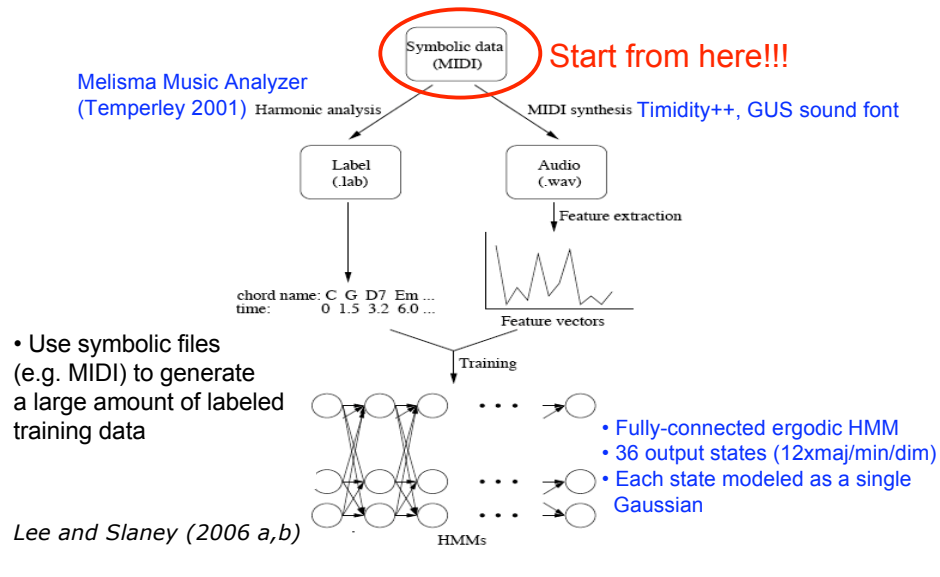 Symbolic data
(MIDI)
Start from here!!!
Melisma Music Analyzer
(Temperley 2001)
Harmonic analysis
MIDI synthesis
Timidity++, GUS sound font
Label
(.lab)
Audio
(.wav)
Feature extraction
chord name: C G D7 Em ...
time: 0 1.5 3.2 6.0 ...
Feature vectors
• Use symbolic files
(e.g. MIDI) to generate
a large amount of labeled
training data
Training
• Fully-connected ergodic HMM
• 36 output states (12xmaj/min/dim)
• Each state modeled as a single
Gaussian
Lee and Slaney (2006 a,b)
HMMs